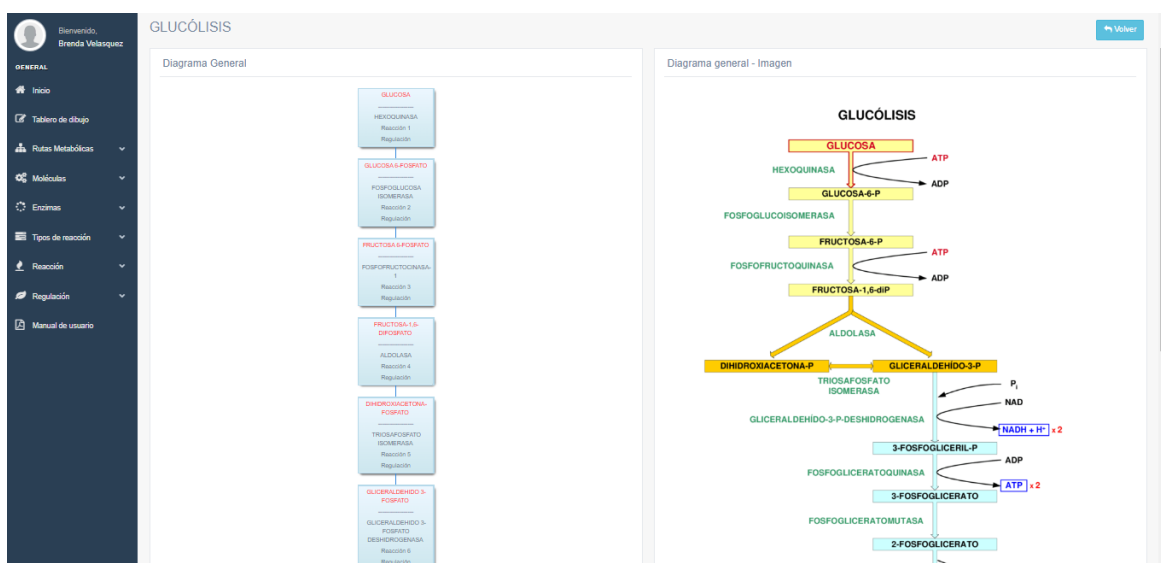 Bienvenido,
Brenda Velasquez
GENERAL
Inicio
Tablero de dibujo
Rutas Metabólicas
Moléculas
Enzimas
Tipos de reacción
Reacción
Regulación
Manual de usuario
GLUCÓLISIS
Volver
Diagrama General
GLUCOSA
--------------------
HEXOQUINASA
Reacción 1
Regulación
GLUCOSA 6-FOSFATO
--------------------
FOSFOGLUCOSA
ISOMERASA
Reacción 2
Regulación
FRUCTOSA 6-FOSFATO
--------------------
FOSFOFRUCTOCINASA-
1
Reacción 3
Regulación
FRUCTOSA-1,6-
DIFOSFATO
--------------------
ALDOLASA
Reacción 4
Regulación
DIHIDROXIACETONA-
FOSFATO
--------------------
TRIOSAFOSFATO
ISOMERASA
Reacción 5
Regulación
GLICERALDEHIDO 3-
FOSFATO
--------------------
GLICERALDEHIDO 3-
FOSFATO
DESHIDROGENASA
Reacción 6
Regulación
Diagrama general - Imagen
GLUCÓLISIS
GLUCOSA
ATP
HEXOQUINASA
ADP
GLUCOSA-6-P
FOSFOGLUCOISOMERASA
FRUCTOSA-6-P
ATP
FOSFOFRUCTOQUINASA
ADP
FRUCTOSA-1,6-diP
ALDOLASA
DIHIDROXIACETONA-P
GLICERALDEHÍDO-3-P
TRIOSAFOSFATO
ISOMERASA
Pi
NAD
GLICERALDEHÍDO-3-P-DESHIDROGENASA
NADH + H+ x 2
3-FOSFOGLICERIL-P
ADP
FOSFOGLICERATOQUINASA
ATP x 2
3-FOSFOGLICERATO
FOSFOGLICERATOMUTASA
2-FOSFOGLICERATO